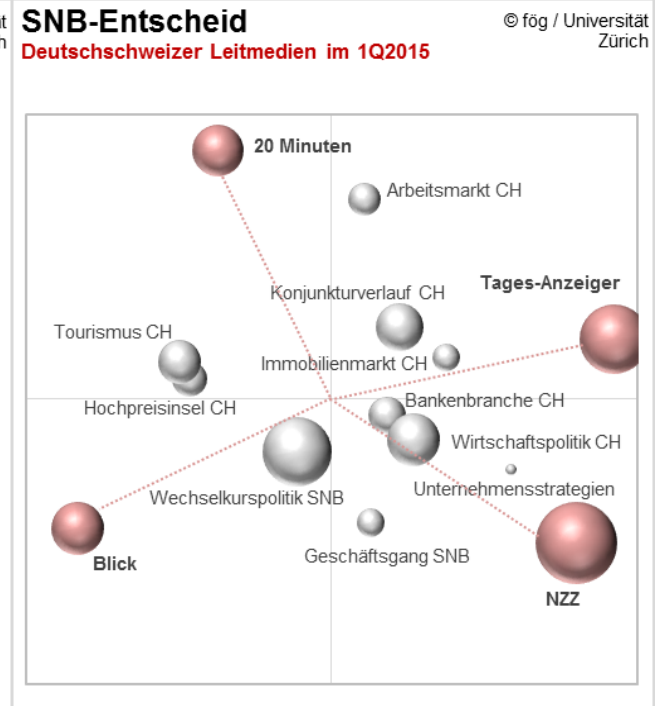 SNB-Entscheid
Deutschschweizer Leitmedien im 1Q2015
© fög / Universität
Zürich
20 Minuten
Arbeitsmarkt CH
Tages-Anzeiger
Konjunkturverlauf CH
Tourismus CH
Immobilienmarkt CH
Hochpreisinsel CH
Bankenbranche CH
Wirtschaftspolitik CH
Unternehmensstrategien
Wechselkurspolitik SNB
Geschäftsgang SNB
Blick
NZZ